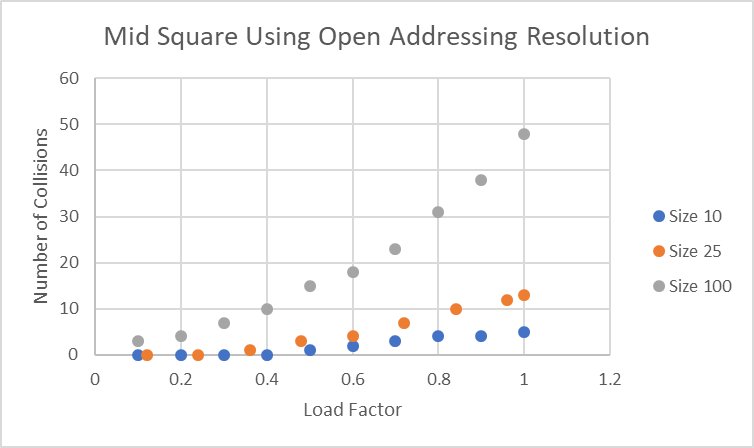 Mid Square Using Open Addressing Resolution
60
50
40
30
20
10
0
0
0.2
0.4
0.6
0.8
1
1.2
Number of Collisions
Load Factor
Size 10
Size 25
Size 100